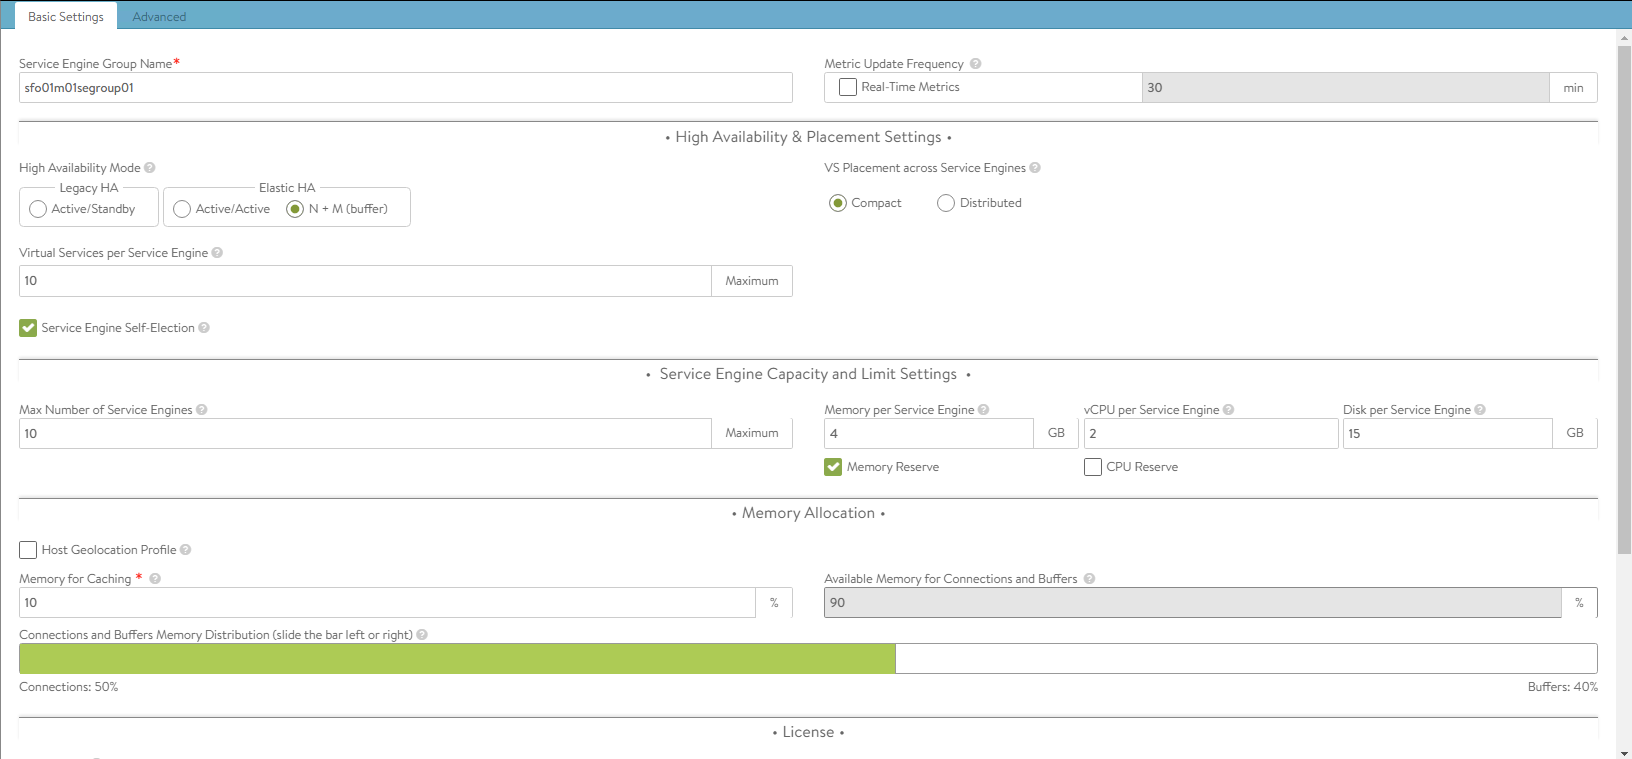 Basic Settings Advanced
Service Engine Group Name*
sfo01m01segroup01
Metric Update Frequency ?
Real-Time Metrics 30 min
• High Availability & Placement Settings •
High Availability Mode ?
Legacy HA Elastic HA
Active/Standby Active/Active N + M (buffer)
VS Placement across Service Engines ?
Compact Distributed
Virtual Services per Service Engine ?
10 Maximum
Service Engine Self-Election ?
• Service Engine Capacity and Limit Settings •
Max Number of Service Engines ?
10 Maximum
Memory per Service Engine ? vCPU per Service Engine ? Disk per Service Engine ?
4 GB 2 15 GB
Memory Reserve CPU Reserve
• Memory Allocation •
Host Geolocation Profile ?
Memory for Caching * ?
10 %
Available Memory for Connections and Buffers ?
90 %
Connections and Buffers Memory Distribution (slide the bar left or right) ?
Connections: 50% Buffers: 40%
• License •